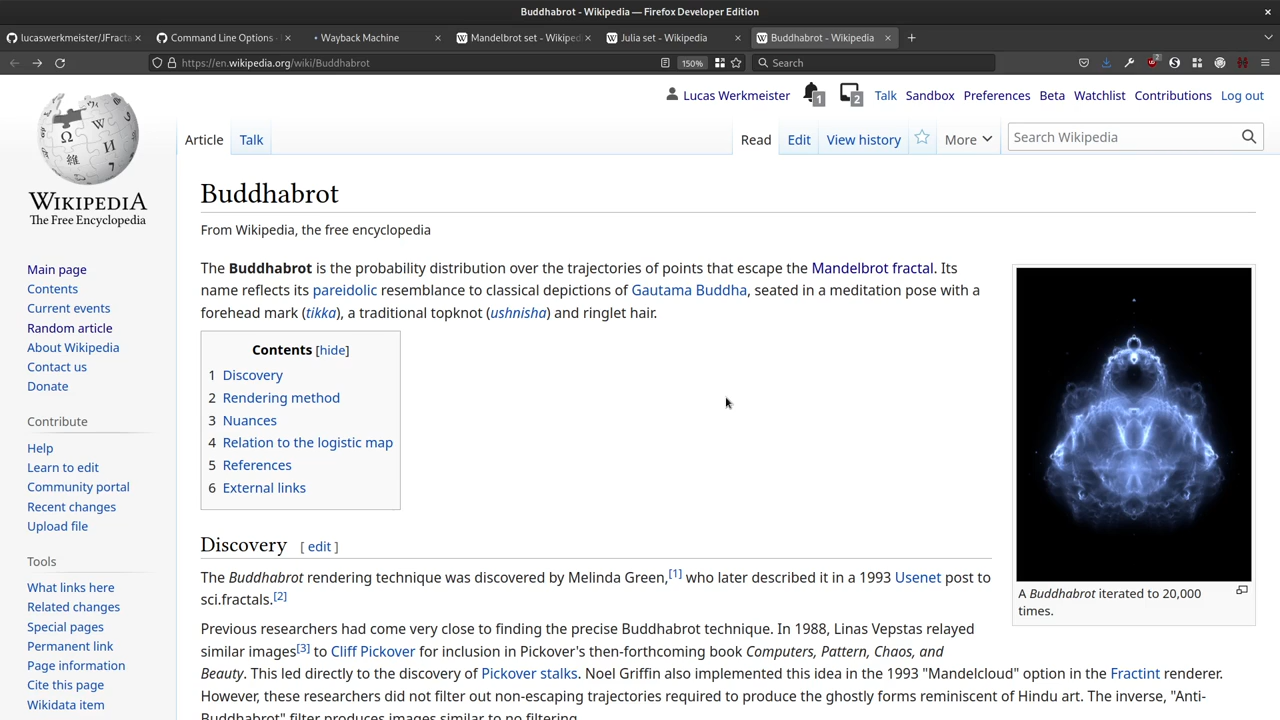 Buddhabrot - Wikipedia — Firefox Developer Edition
lucaswerkmeister/JFracta
Command Line Options ·
Wayback Machine
Mandelbrot set - Wikiped
Julia set - Wikipedia
Buddhabrot - Wikipedia
https://en.wikipedia.org/wiki/Buddhabrot
150%
Search
2
Lucas Werkmeister
1
2
Talk
Sandbox
Preferences
Beta
Watchlist
Contributions
Log out
Article
Talk
Read
Edit
View history
More
Search Wikipedia
WIKIPEDIA
The Free Encyclopedia
Main page
Contents
Current events
Random article
About Wikipedia
Contact us
Donate
Contribute
Help
Learn to edit
Community portal
Recent changes
Upload file
Tools
What links here
Related changes
Special pages
Permanent link
Page information
Cite this page
Wikidata item
Buddhabrot
From Wikipedia, the free encyclopedia
The Buddhabrot is the probability distribution over the trajectories of points that escape the Mandelbrot fractal. Its
name reflects its pareidolic resemblance to classical depictions of Gautama Buddha, seated in a meditation pose with a
forehead mark (tikka), a traditional topknot (ushnisha) and ringlet hair.
Contents [hide]
1 Discovery
2 Rendering method
3 Nuances
4 Relation to the logistic map
5 References
6 External links
A Buddhabrot iterated to 20,000
times.
Discovery [ edit ]
The Buddhabrot rendering technique was discovered by Melinda Green,[1] who later described it in a 1993 Usenet post to
sci.fractals.[2]
Previous researchers had come very close to finding the precise Buddhabrot technique. In 1988, Linas Vepstas relayed
similar images[3] to Cliff Pickover for inclusion in Pickover's then-forthcoming book Computers, Pattern, Chaos, and
Beauty. This led directly to the discovery of Pickover stalks. Noel Griffin also implemented this idea in the 1993 "Mandelcloud" option in the Fractint renderer.
However, these researchers did not filter out non-escaping trajectories required to produce the ghostly forms reminiscent of Hindu art. The inverse, "Anti-
Buddhabrot" filter produces images similar to no filtering.